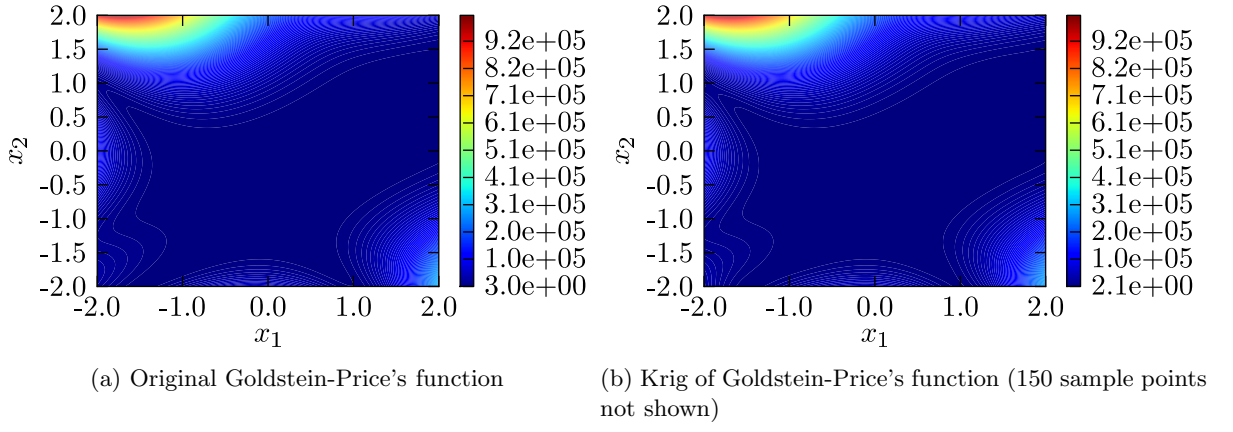 2.0
1.5
1.0
0.5
0.0
-0.5
-1.0
-1.5
-2.0
x2
-2.0 -1.0 0.0 1.0 2.0
x1
9.2e+05
8.2e+05
7.1e+05
6.1e+05
5.1e+05
4.1e+05
3.1e+05
2.0e+05
1.0e+05
3.0e+00
(a) Original Goldstein-Price's function
2.0
1.5
1.0
0.5
0.0
-0.5
-1.0
-1.5
-2.0
x2
-2.0 -1.0 0.0 1.0 2.0
x1
9.2e+05
8.2e+05
7.1e+05
6.1e+05
5.1e+05
4.1e+05
3.1e+05
2.0e+05
1.0e+05
2.1e+00
(b) Krig of Goldstein-Price's function (150 sample points
not shown)